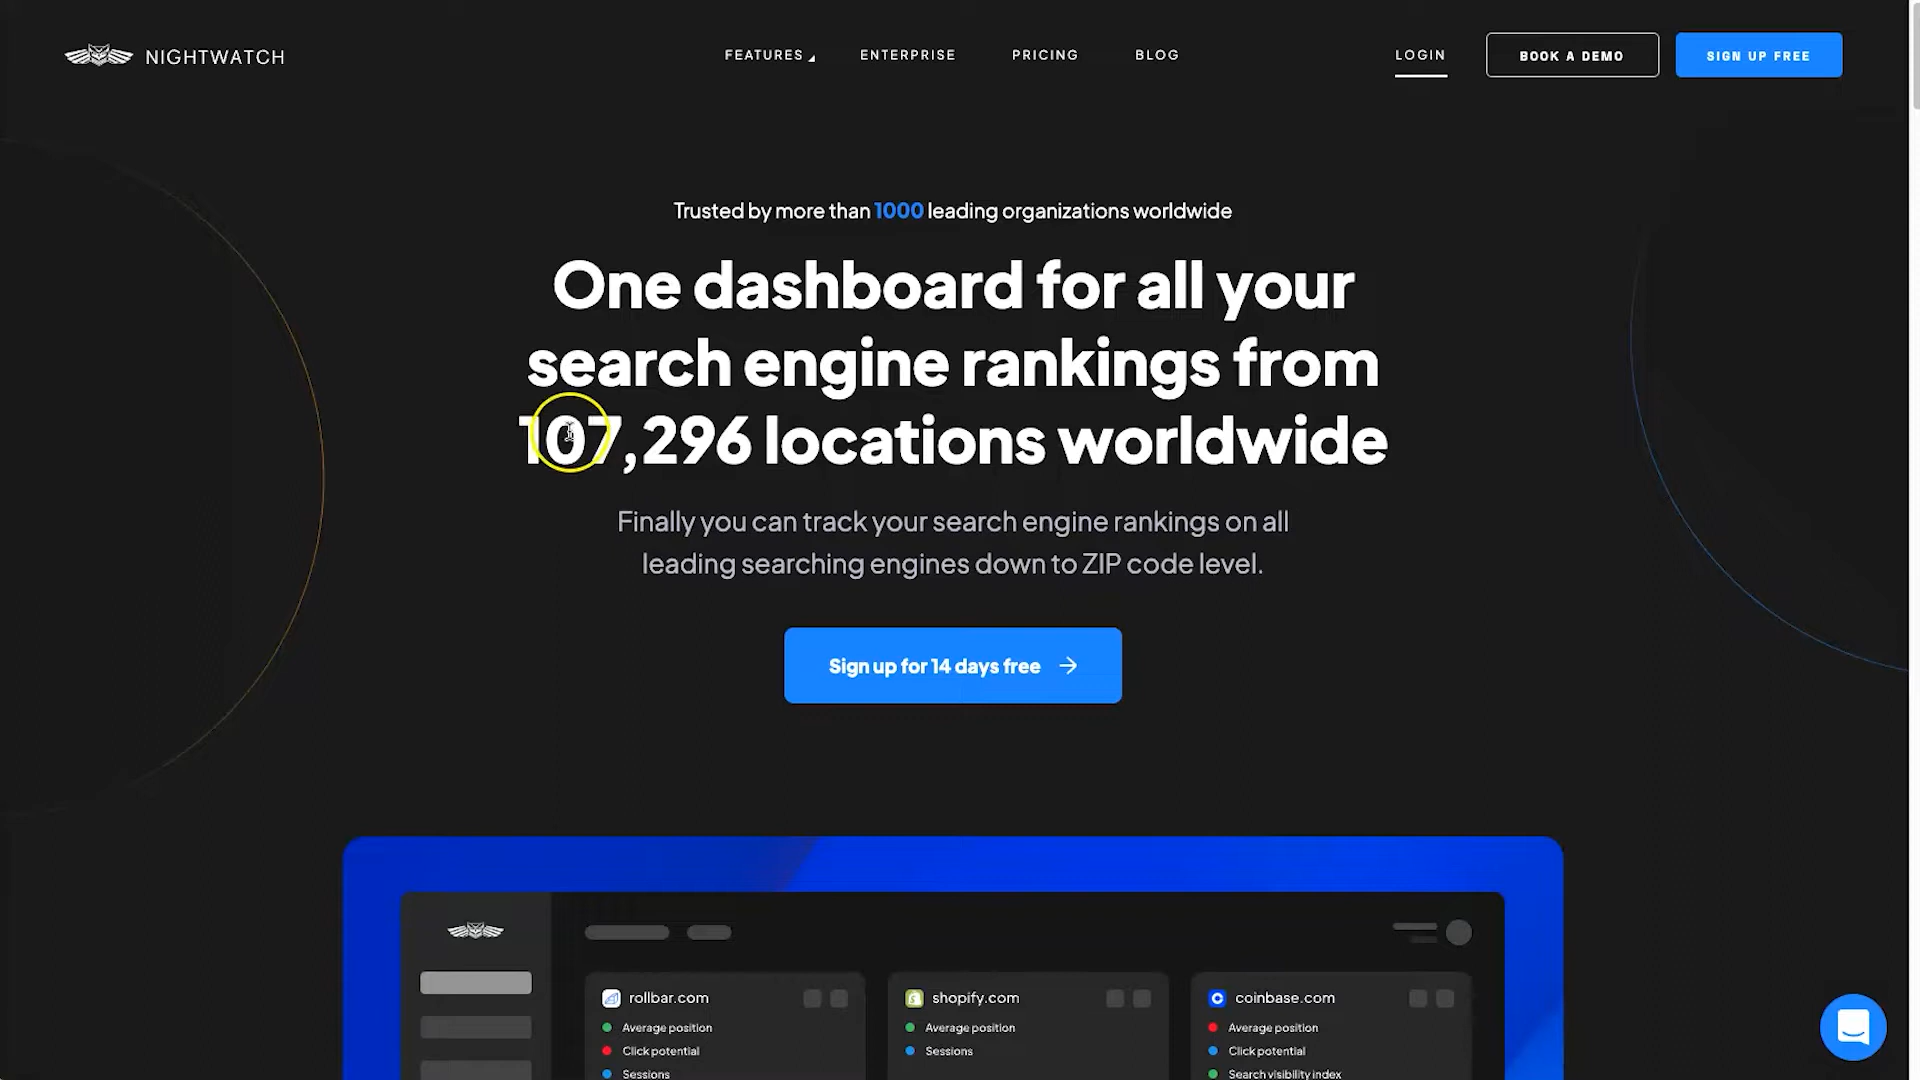 NIGHTWATCH
FEATURES
ENTERPRISE
PRICING
BLOG
LOGIN
BOOK A DEMO
SIGN UP FREE
Trusted by more than 1000 leading organizations worldwide
One dashboard for all your
search engine rankings from
107,296 locations worldwide
Finally you can track your search engine rankings on all
leading searching engines down to ZIP code level.
Sign up for 14 days free
rollbar.com
Average position
Click potential
Sessions
shopify.com
Average position
Sessions
coinbase.com
Average position
Click potential
Search visibility index